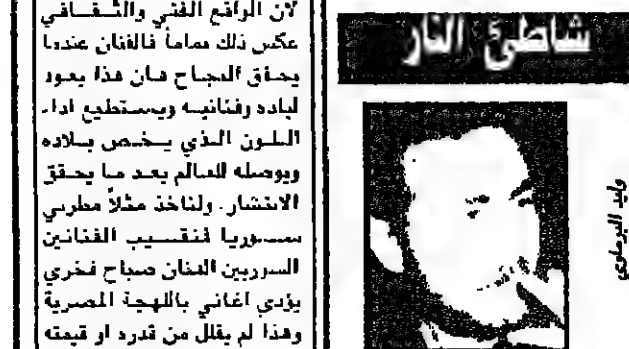 شاطئ النار
وليد البرماوي
لان الواقع الفني والثقافي
عكس ذلك تماماً فالفنان عندما
يحقق النجاح فان هذا يعود
لبلده وفنانيه ويستطيع اداء
اللون الذي يخص بلاده
ويوصله للعالم بعد ما يحقق
الانتشار. ولناخذ مثلاً مطربي
سوريا فنقيب الفنانين
السوريين الفنان صباح فخري
يؤدي اغاني باللهجة المصرية
وهذا لم يقلل من قدره او قيمته